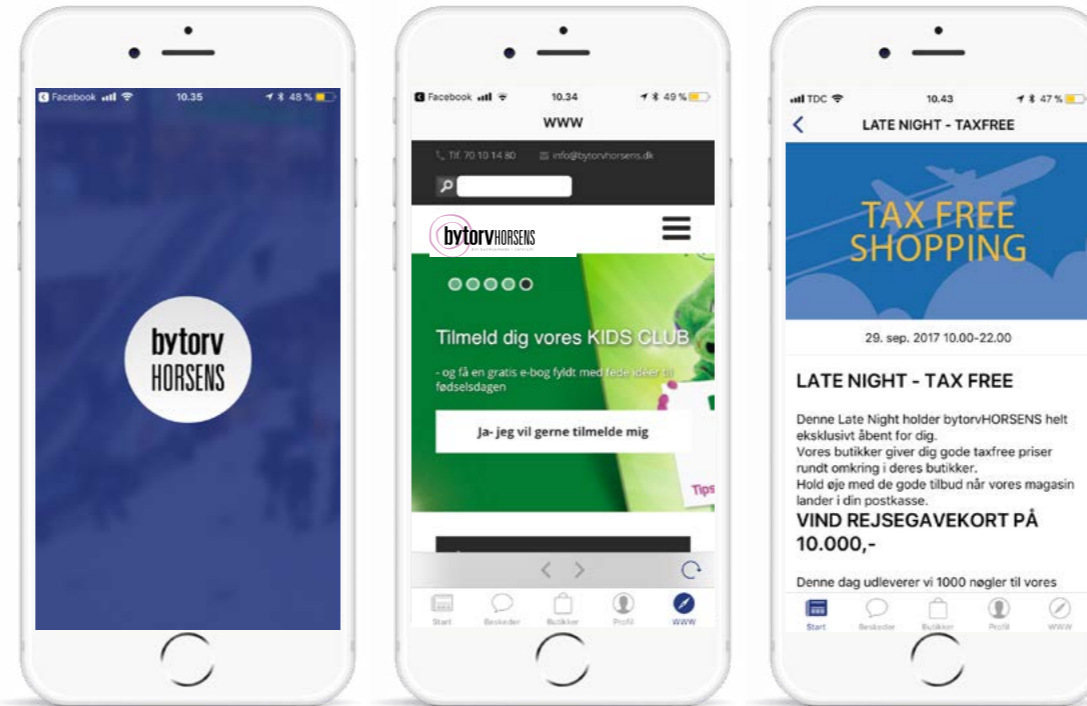 Facebook 10.35 48 %
bytorv
HORSENS
Facebook 10.34 49 %
WWW
Tlf. 70 10 14 80 info@bytorvhorsens.dk
bytorvHORSENS
Tilmeld dig vores KIDS CLUB
- og få en gratis e-bog fyldt med fede idéer til
fødselsdagen
Ja- jeg vil gerne tilmelde mig
Tips
Start Beskeder Butikker Profil WWW
TDC 10.43 47 %
LATE NIGHT - TAXFREE
TAX FREE
SHOPPING
29. sep. 2017 10.00-22.00
LATE NIGHT - TAX FREE
Denne Late Night holder bytorvHORSENS helt
eksklusivt åbent for dig.
Vores butikker giver dig gode taxfree priser
rundt omkring i deres butikker.
Hold øje med de gode tilbud når vores magasin
lander i din postkasse.
VIND REJSEGAVEKORT PÅ
10.000,-
Denne dag udleverer vi 1000 nøgler til vores
Start Beskeder Butikker Profil WWW